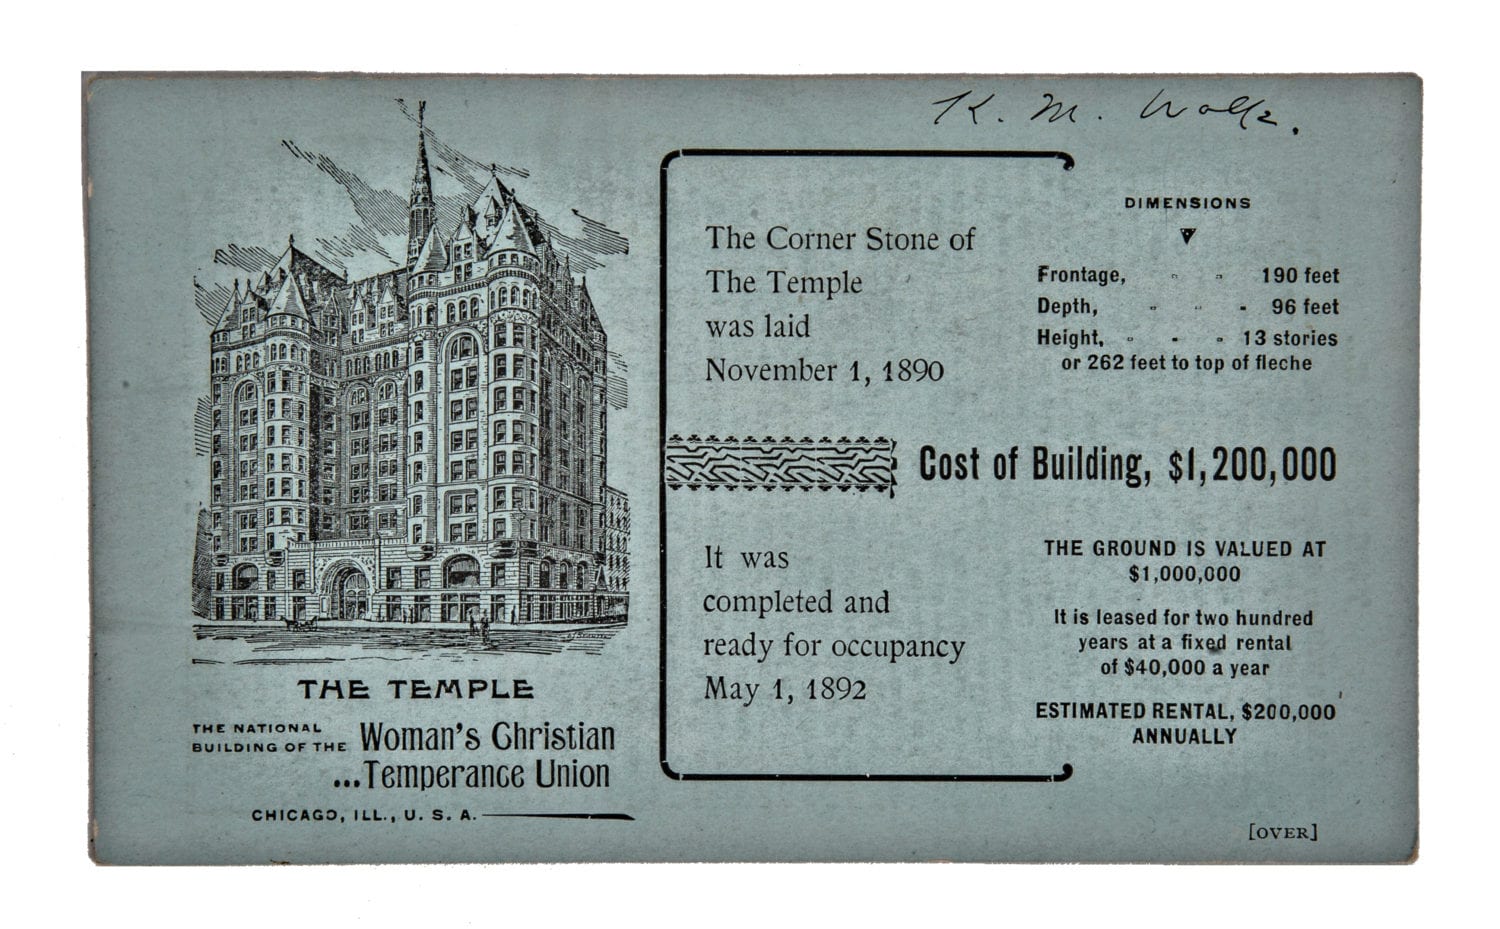 K. M.
THE TEMPLE
THE NATIONAL
BUILDING OF THE Woman's Christian
...Temperance Union
CHICAGO, ILL., U. S. A.
The Corner Stone of
The Temple
was laid
November 1, 1890
It was
completed and
ready for occupancy
May 1, 1892
DIMENSIONS
Frontage, - - 190 feet
Depth, - - - 96 feet
Height, - - - 13 stories
or 262 feet to top of fleche
Cost of Building, $1,200,000
THE GROUND IS VALUED AT
$1,000,000
It is leased for two hundred
years at a fixed rental
of $40,000 a year
ESTIMATED RENTAL, $200,000
ANNUALLY
[OVER]